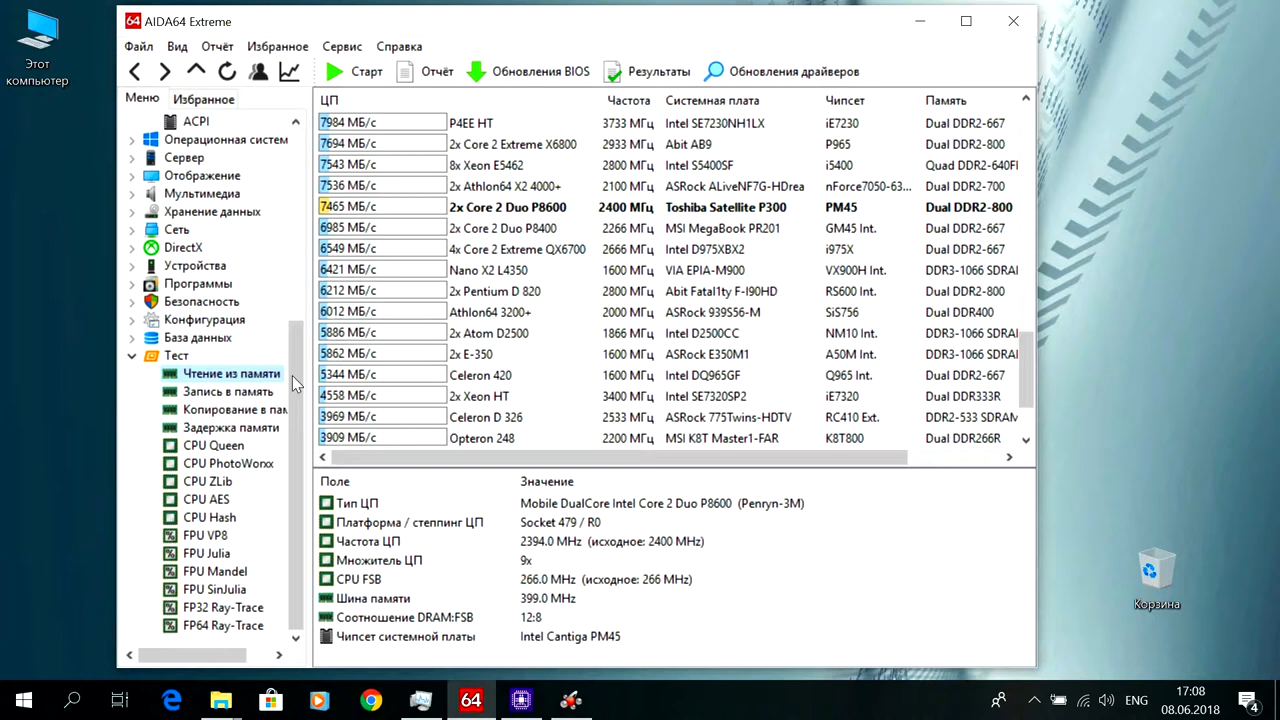 Этот
компьютер
64 AIDA64 Extreme
Файл Вид Отчёт Избранное Сервис Справка
Старт Отчёт Обновления BIOS Результаты Обновления драйверов
Меню Избранное
ACPI
Операционная систем
Сервер
Отображение
Мультимедиа
Хранение данных
Сеть
DirectX
Устройства
Программы
Безопасность
Конфигурация
База данных
Тест
Чтение из памяти
Запись в память
Копирование в пам
Задержка памяти
CPU Queen
CPU PhotoWorxx
CPU ZLib
CPU AES
CPU Hash
FPU VP8
FPU Julia
FPU Mandel
FPU SinJulia
FP32 Ray-Trace
FP64 Ray-Trace
ЦП Частота Системная плата Чипсет Память
7984 МБ/с P4EE HT 3733 МГц Intel SE7230NH1LX iE7230 Dual DDR2-667
7694 МБ/с 2x Core 2 Extreme X6800 2933 МГц Abit AB9 P965 Dual DDR2-800
7543 МБ/с 8x Xeon E5462 2800 МГц Intel S5400SF i5400 Quad DDR2-640FI
7536 МБ/с 2x Athlon64 X2 4000+ 2100 МГц ASRock ALiveNF7G-HDrea nForce7050-63... Dual DDR2-700
7465 МБ/с 2x Core 2 Duo P8600 2400 МГц Toshiba Satellite P300 PM45 Dual DDR2-800
6985 МБ/с 2x Core 2 Duo P8400 2266 МГц MSI MegaBook PR201 GM45 Int. Dual DDR2-667
6549 МБ/с 4x Core 2 Extreme QX6700 2666 МГц Intel D975XBX2 i975X Dual DDR2-667
6421 МБ/с Nano X2 L4350 1600 МГц VIA EPIA-M900 VX900H Int. DDR3-1066 SDRAI
6212 МБ/с 2x Pentium D 820 2800 МГц Abit Fatal1ty F-I90HD RS600 Int. Dual DDR2-800
6012 МБ/с Athlon64 3200+ 2000 МГц ASRock 939S56-M SiS756 Dual DDR400
5886 МБ/с 2x Atom D2500 1866 МГц Intel D2500CC NM10 Int. DDR3-1066 SDRAI
5862 МБ/с 2x E-350 1600 МГц ASRock E350M1 A50M Int. DDR3-1066 SDRAI
5344 МБ/с Celeron 420 1600 МГц Intel DQ965GF Q965 Int. Dual DDR2-667
4558 МБ/с 2x Xeon HT 3400 МГц Intel SE7320SP2 iE7320 Dual DDR333R
3969 МБ/с Celeron D 326 2533 МГц ASRock 775Twins-HDTV RC410 Ext. DDR2-533 SDRAM
3909 МБ/с Opteron 248 2200 МГц MSI K8T Master1-FAR K8T800 Dual DDR266R
Поле Значение
Тип ЦП Mobile DualCore Intel Core 2 Duo P8600 (Penryn-3M)
Платформа / степпинг ЦП Socket 479 / R0
Частота ЦП 2394.0 MHz (исходное: 2400 MHz)
Множитель ЦП 9x
CPU FSB 266.0 MHz (исходное: 266 MHz)
Шина памяти 399.0 MHz
Соотношение DRAM:FSB 12:8
Чипсет системной платы Intel Cantiga PM45
Корзина
64
ENG
17:08
08.06.2018
4